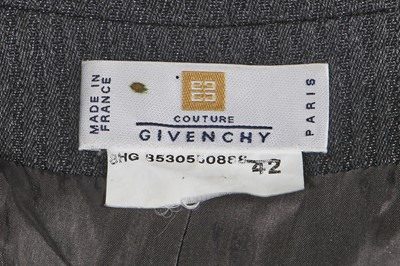 MADE IN
FRANCE
COUTURE
GIVENCHY
PARIS
42